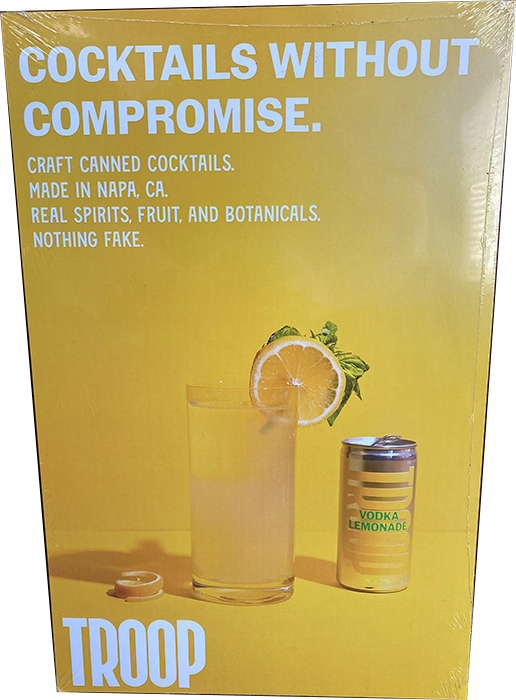 COCKTAILS WITHOUT
COMPROMISE.
CRAFT CANNED COCKTAILS.
MADE IN NAPA, CA.
REAL SPIRITS, FRUIT, AND BOTANICALS.
NOTHING FAKE.
TROOP
VODKA
LEMONADE
TROOP